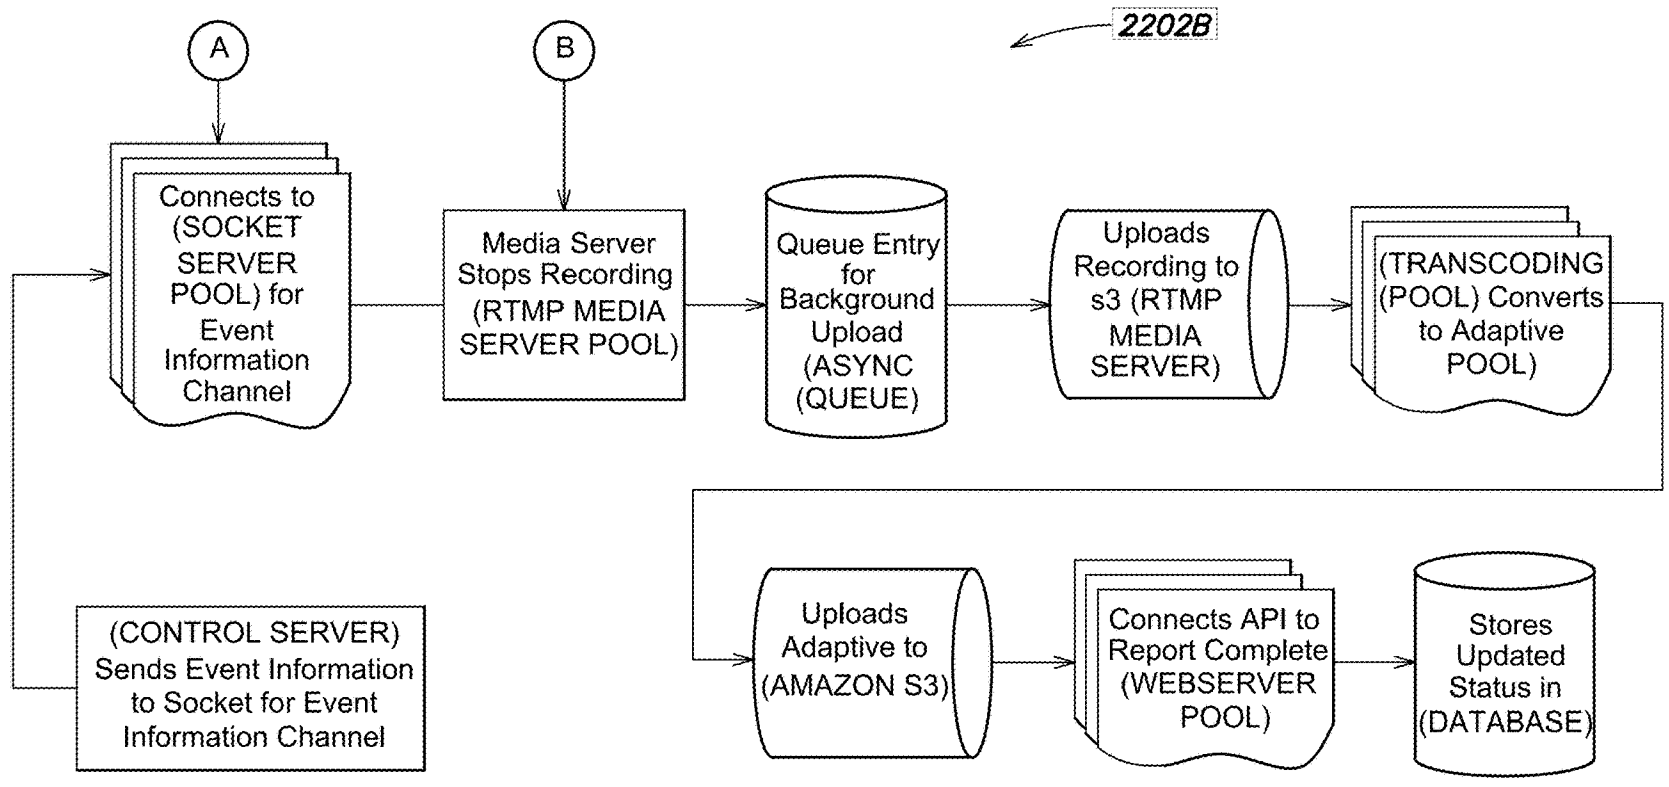 A
B
2202B
Connects to
(SOCKET
SERVER
POOL) for
Event
Information
Channel
Media Server
Stops Recording
(RTMP MEDIA
SERVER POOL)
Queue Entry
for
Background
Upload
(ASYNC
(QUEUE)
Uploads
Recording to
s3 (RTMP
MEDIA
SERVER)
(TRANSCODING
(POOL) Converts
to Adaptive
POOL)
(CONTROL SERVER)
Sends Event Information
to Socket for Event
Information Channel
Uploads
Adaptive to
(AMAZON S3)
Connects API to
Report Complete
(WEBSERVER
POOL)
Stores
Updated
Status in
(DATABASE)